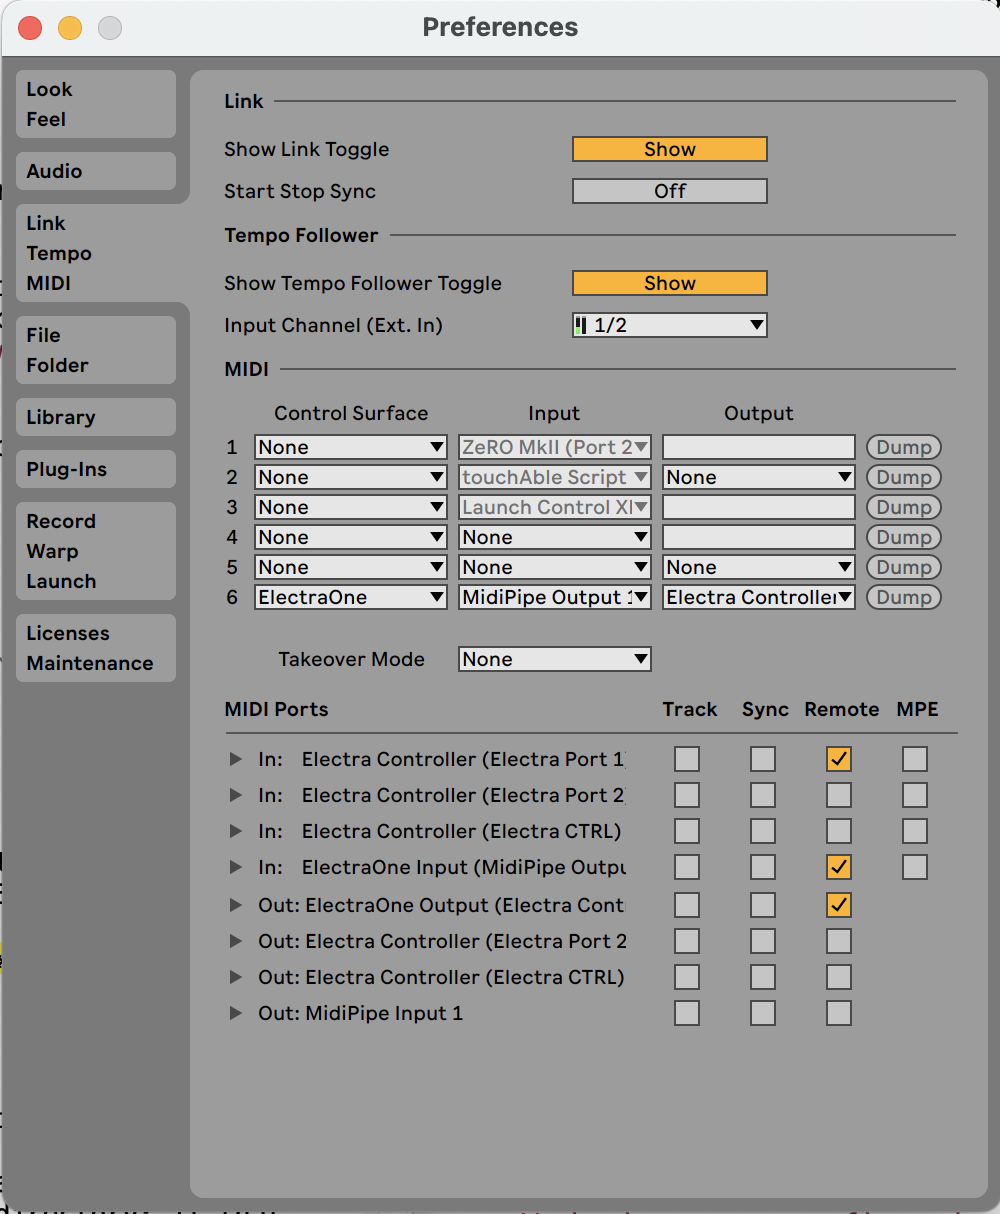 Preferences
Look
Feel
Audio
Link
Tempo
MIDI
File
Folder
Library
Plug-Ins
Record
Warp
Launch
Licenses
Maintenance
Link
Show Link Toggle Show
Start Stop Sync Off
Tempo Follower
Show Tempo Follower Toggle Show
Input Channel (Ext. In) 1/2
MIDI
Control Surface Input Output
1 None ZeRO MkII (Port 2 Dump
2 None touchAble Script None Dump
3 None Launch Control Dump
4 None None Dump
5 None None None Dump
6 ElectraOne MidiPipe Output 1 Electra Controller Dump
Takeover Mode None
MIDI Ports Track Sync Remote MPE
In: Electra Controller (Electra Port 1)
In: Electra Controller (Electra Port 2)
In: Electra Controller (Electra CTRL)
In: ElectraOne Input (MidiPipe Outpu
Out: ElectraOne Output (Electra Cont
Out: Electra Controller (Electra Port 2
Out: Electra Controller (Electra CTRL)
Out: MidiPipe Input 1